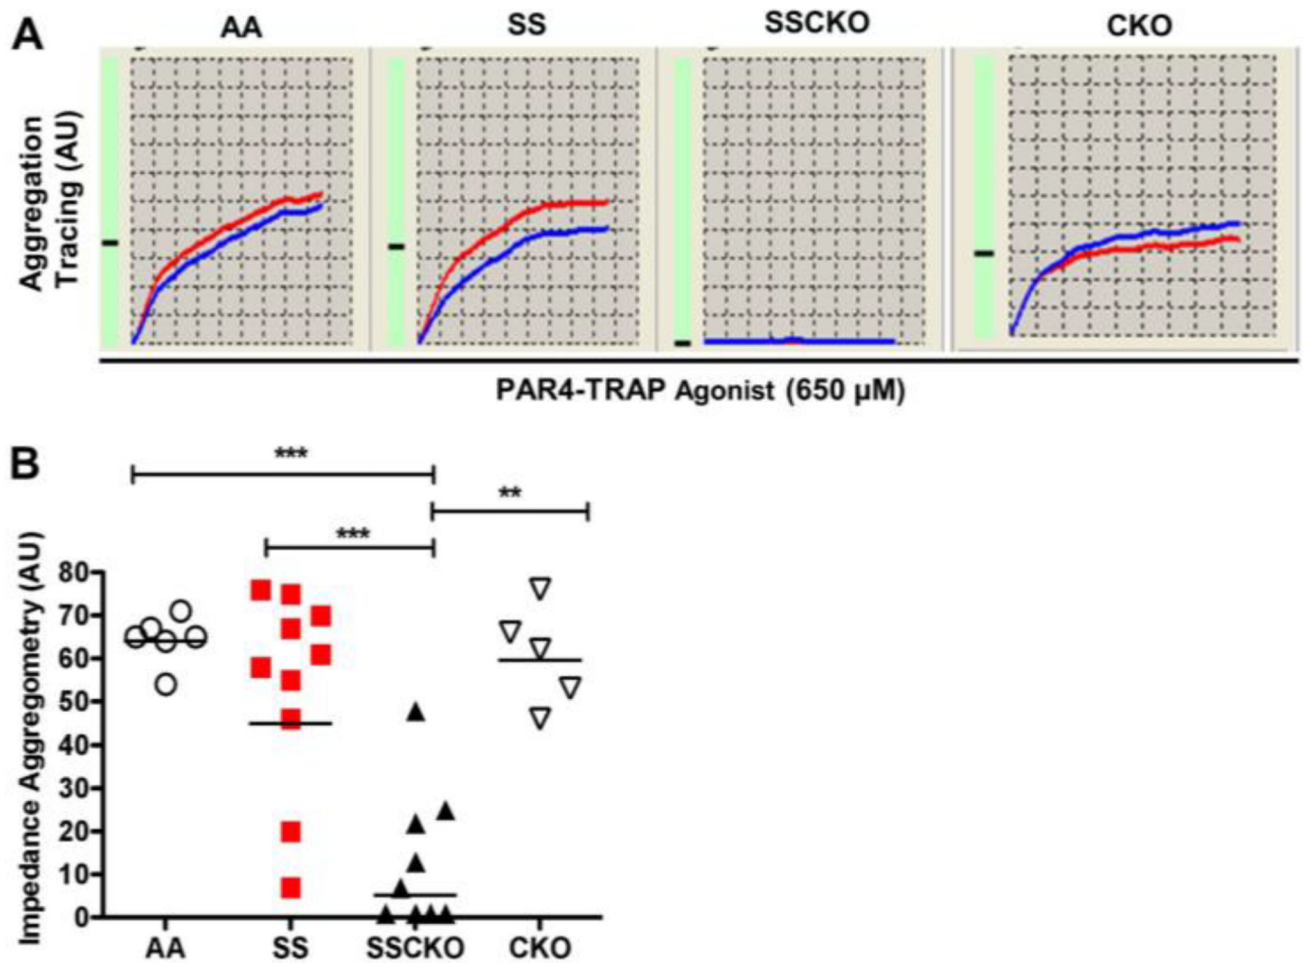 A
AA SS SSCKO CKO
Aggregation
Tracing (AU)
PAR4-TRAP Agonist (650 µM)
B
***
**
***
Impedance Aggregometry (AU)
80
70
60
50
40
30
20
10
0
AA SS SSCKO CKO